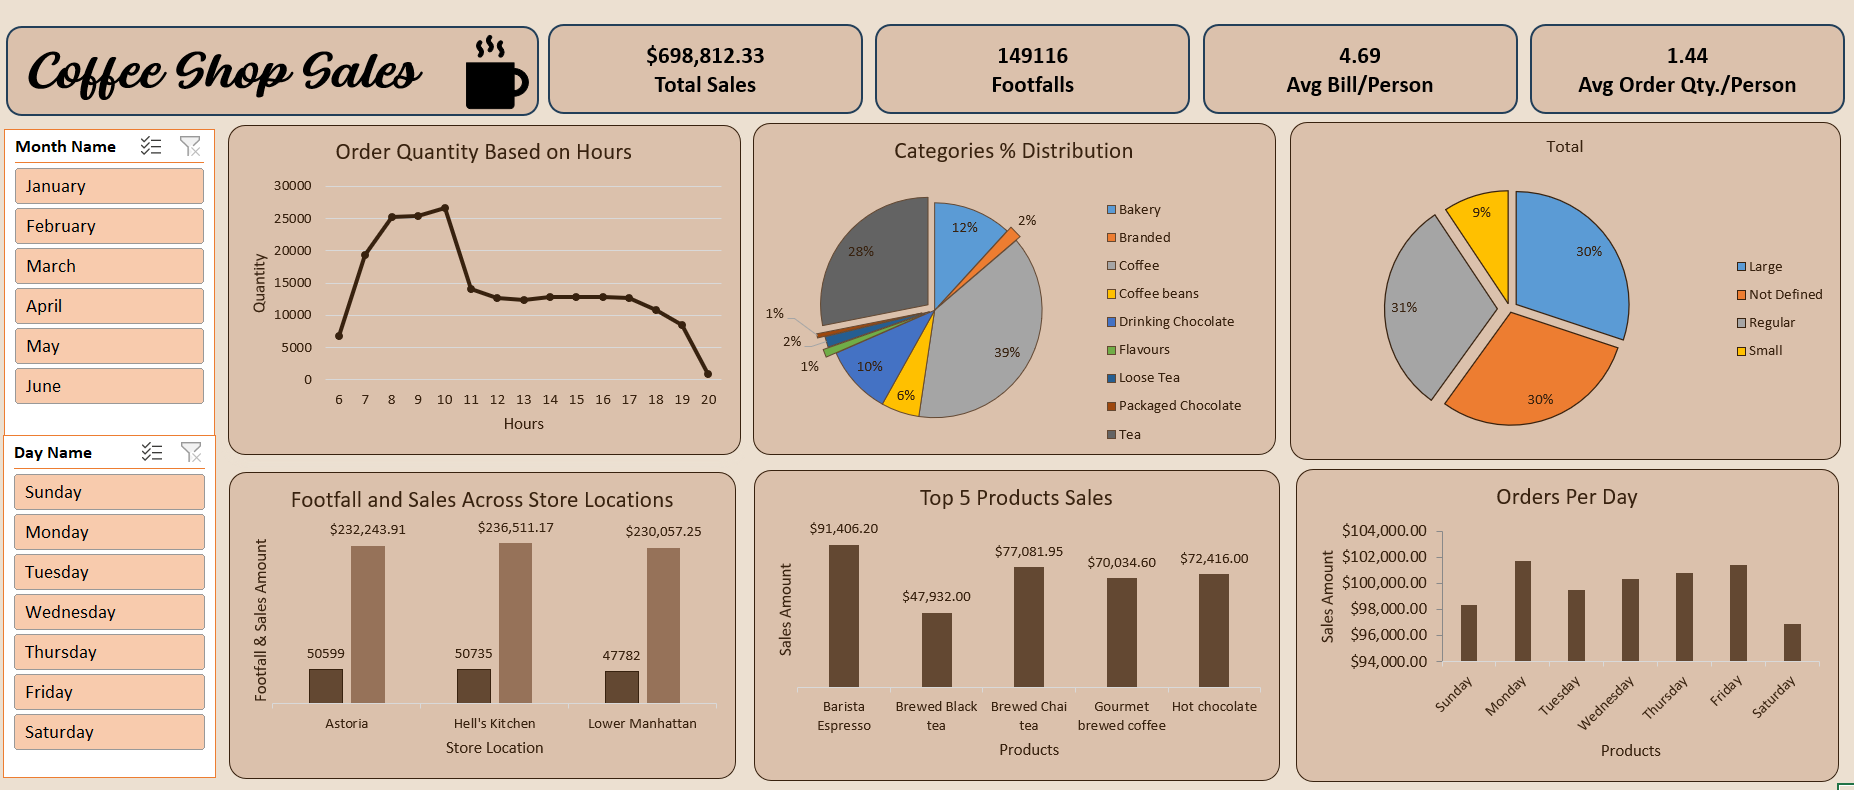 Coffee Shop Sales
$698,812.33
Total Sales
149116
Footfalls
4.69
Avg Bill/Person
1.44
Avg Order Qty./Person
Month Name
January
February
March
April
May
June
Day Name
Sunday
Monday
Tuesday
Wednesday
Thursday
Friday
Saturday
Order Quantity Based on Hours
Quantity
30000
25000
20000
15000
10000
5000
0
6 7 8 9 10 11 12 13 14 15 16 17 18 19 20
Hours
Categories % Distribution
12%
2%
39%
6%
10%
1%
2%
1%
28%
Bakery
Branded
Coffee
Coffee beans
Drinking Chocolate
Flavours
Loose Tea
Packaged Chocolate
Tea
Total
30%
30%
31%
9%
Large
Not Defined
Regular
Small
Footfall and Sales Across Store Locations
Footfall & Sales Amount
$232,243.91 $236,511.17 $230,057.25
50599 50735 47782
Astoria Hell's Kitchen Lower Manhattan
Store Location
Top 5 Products Sales
Sales Amount
$91,406.20
$47,932.00
$77,081.95
$70,034.60
$72,416.00
Barista Brewed Black Brewed Chai Gourmet Hot chocolate
Espresso tea tea brewed coffee
Products
Orders Per Day
Sales Amount
$104,000.00
$102,000.00
$100,000.00
$98,000.00
$96,000.00
$94,000.00
Sunday Monday Tuesday Wednesday Thursday Friday Saturday
Products